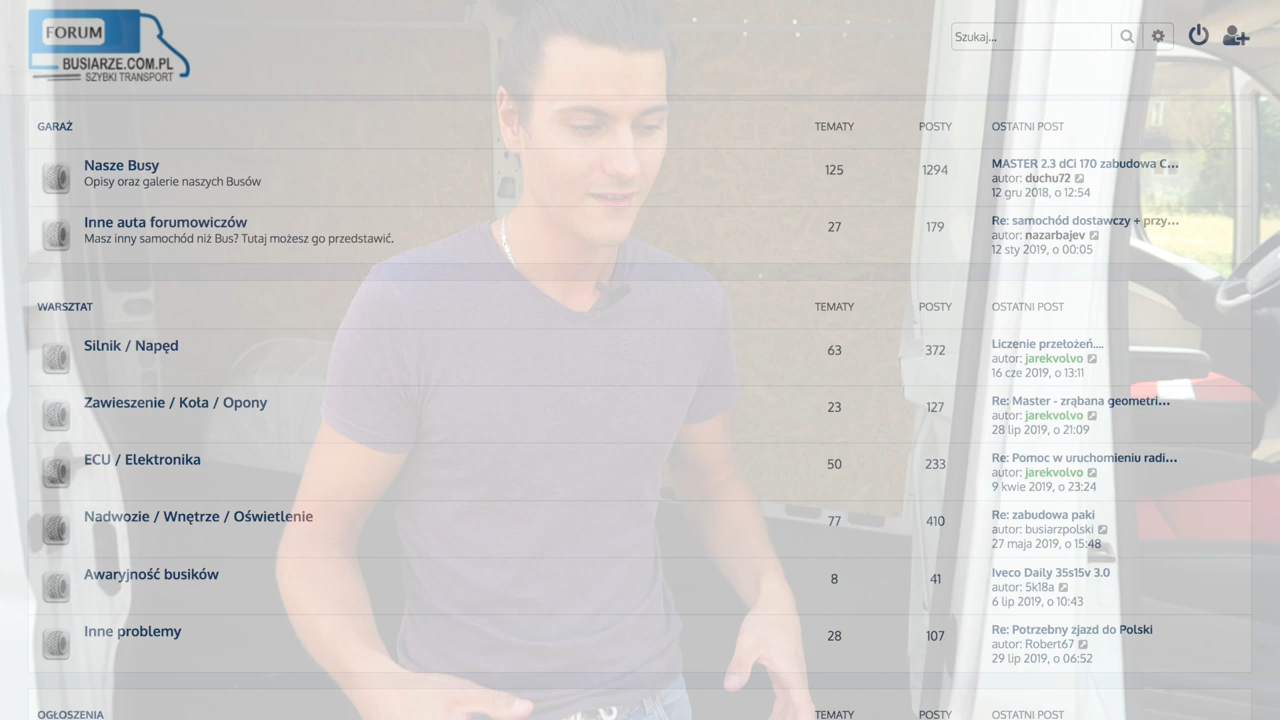 FORUM
BUSIARZE.COM.PL
SZYBKI TRANSPORT
Szukaj...
GARAŻ TEMATY POSTY OSTATNI POST
Nasze Busy 125 1294 MASTER 2.3 dCi 170 zabudowa C...
Opisy oraz galerie naszych Busów autor: duchu72
12 gru 2018, o 12:54
Inne auta forumowiczów 27 179 Re: samochód dostawczy + przy...
Masz inny samochód niż Bus? Tutaj możesz go przedstawić. autor: nazarbajev
12 sty 2019, o 00:05
WARSZTAT TEMATY POSTY OSTATNI POST
Silnik / Napęd 63 372 Liczenie przełożeń....
autor: jarekvolvo
16 cze 2019, o 13:11
Zawieszenie / Koła / Opony 23 127 Re: Master - zrąbana geometri...
autor: jarekvolvo
28 lip 2019, o 21:09
ECU / Elektronika 50 233 Re: Pomoc w uruchomieniu radi...
autor: jarekvolvo
9 kwie 2019, o 23:24
Nadwozie / Wnętrze / Oświetlenie 77 410 Re: zabudowa paki
autor: busiarzpolski
27 maja 2019, o 15:48
Awaryjność busików 8 41 Iveco Daily 35s15v 3.0
autor: 5k18a
6 lip 2019, o 10:43
Inne problemy 28 107 Re: Potrzebny zjazd do Polski
autor: Robert67
29 lip 2019, o 06:52
OGŁOSZENIA TEMATY POSTY OSTATNI POST